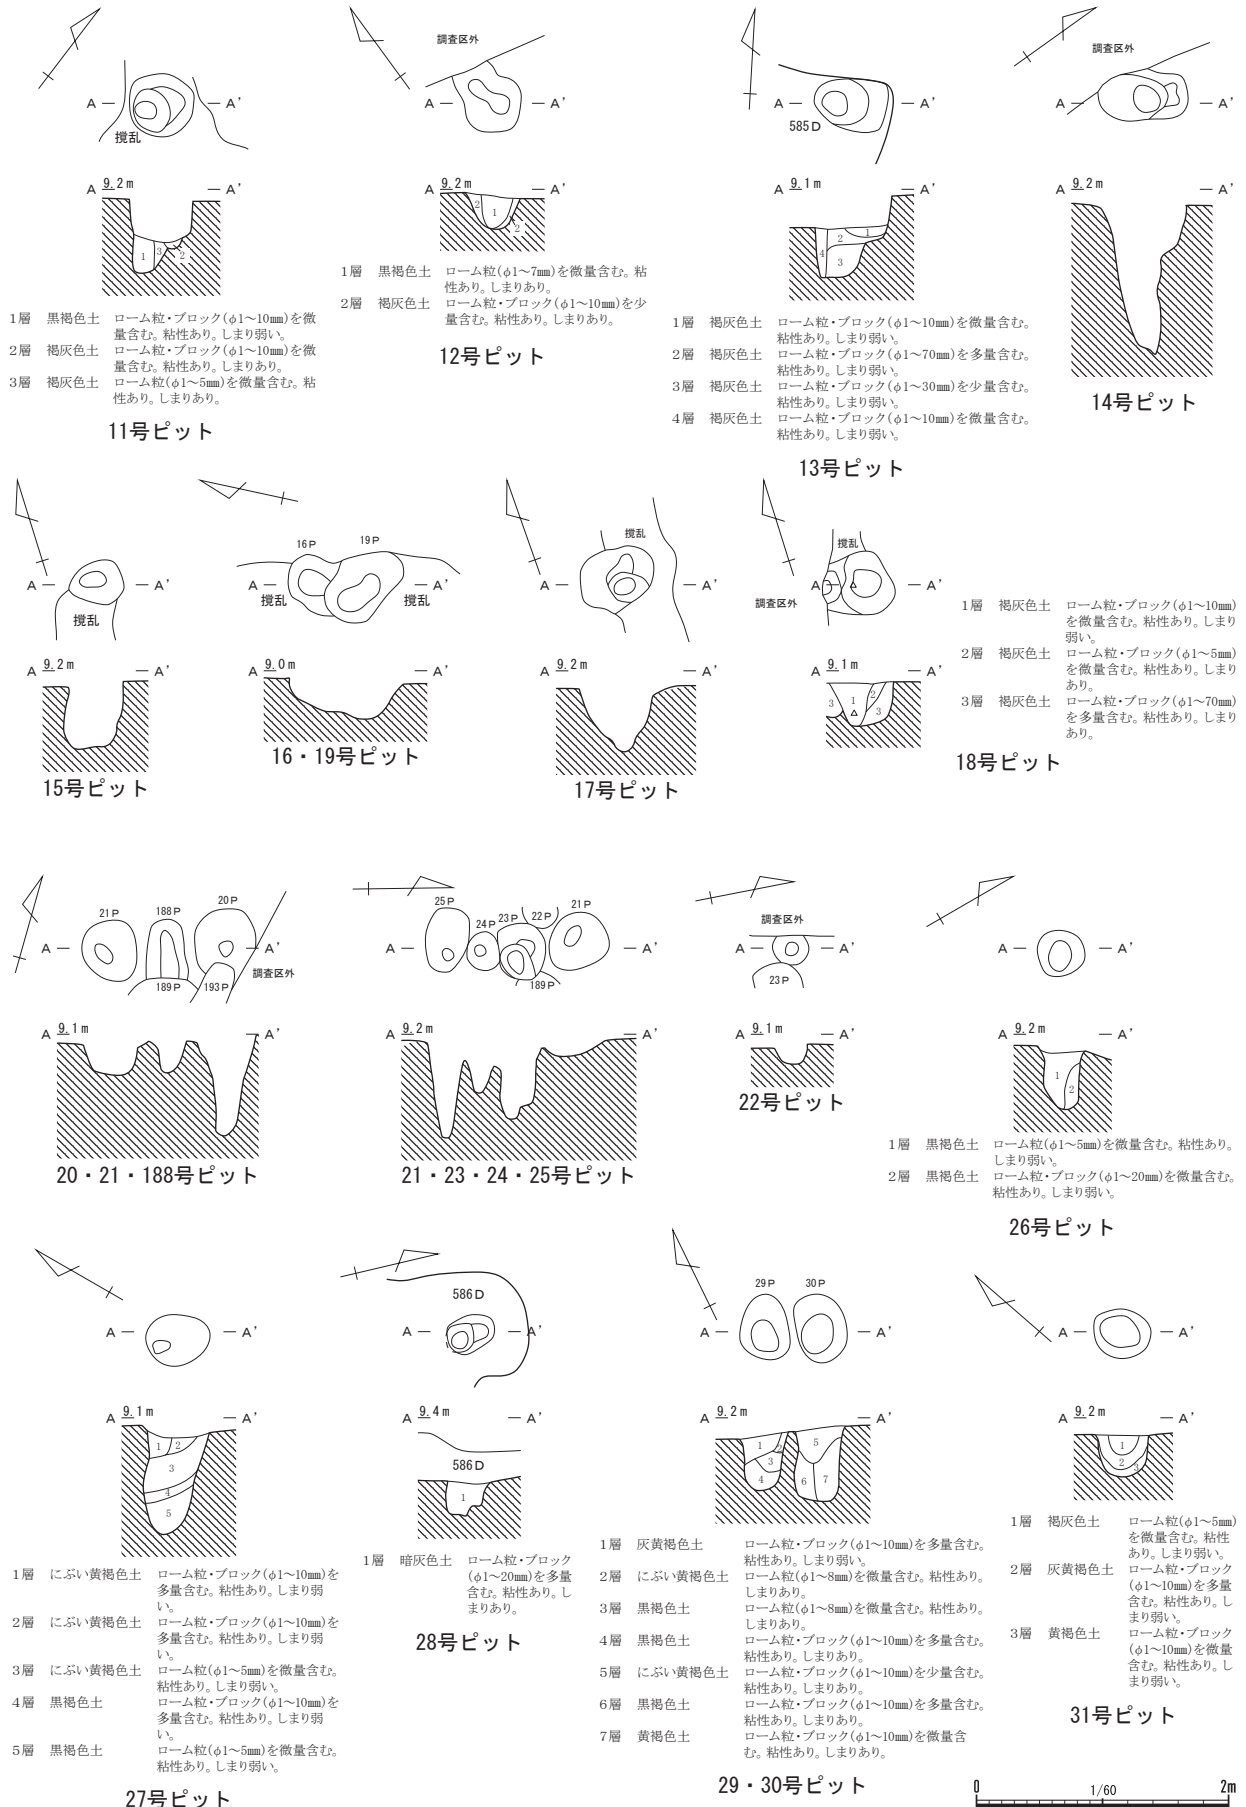 撹乱
A
A’
A 9.2m
A’
1
3
2
1層 黒褐色土 ローム粒・ブロック(φ1~10㎜)を微
量含む。粘性あり。しまり弱い。
2層 褐灰色土 ローム粒・ブロック(φ1~10㎜)を微
量含む。粘性あり。しまりあり。
3層 褐灰色土 ローム粒(φ1~5㎜)を微量含む。粘
性あり。しまりあり。
11号ピット
調査区外
A
A’
A 9.2m
A’
2
1
2
1層 黒褐色土 ローム粒(φ1~7㎜)を微量含む。粘
性あり。しまりあり。
2層 褐灰色土 ローム粒・ブロック(φ1~10㎜)を少
量含む。粘性あり。しまりあり。
12号ピット
A
A’
585D
A 9.1m
A’
1
2
4
3
1層 褐灰色土 ローム粒・ブロック(φ1~10㎜)を微量含む。
粘性あり。しまり弱い。
2層 褐灰色土 ローム粒・ブロック(φ1~70㎜)を多量含む。
粘性あり。しまり弱い。
3層 褐灰色土 ローム粒・ブロック(φ1~30㎜)を少量含む。
粘性あり。しまり弱い。
4層 褐灰色土 ローム粒・ブロック(φ1~10㎜)を微量含む。
粘性あり。しまり弱い。
13号ピット
調査区外
A
A’
A 9.2m
A’
14号ピット
A
A’
撹乱
A 9.2m
A’
15号ピット
16P
19P
A
A’
撹乱
撹乱
A 9.0m
A’
16・19号ピット
撹乱
A
A’
A 9.2m
A’
17号ピット
撹乱
A
A’
調査区外
A 9.1m
A’
1
2
3
3
1層 褐灰色土 ローム粒・ブロック(φ1~10㎜)
を微量含む。粘性あり。しまり
弱い。
2層 褐灰色土 ローム粒・ブロック(φ1~5㎜)
を微量含む。粘性あり。しまり
あり。
3層 褐灰色土 ローム粒・ブロック(φ1~70㎜)
を多量含む。粘性あり。しまり
あり。
18号ピット
21P
188P
20P
A
A’
調査区外
189P
193P
A 9.1m
A’
20・21・188号ピット
25P
24P
23P
22P
21P
A
A’
189P
A 9.2m
A’
21・23・24・25号ピット
調査区外
A
A’
23P
A 9.1m
A’
22号ピット
A
A’
A 9.2m
A’
1
2
1層 黒褐色土 ローム粒(φ1~5㎜)を微量含む。粘性あり。
しまり弱い。
2層 黒褐色土 ローム粒・ブロック(φ1~20㎜)を微量含む。
粘性あり。しまり弱い。
26号ピット
A
A’
A 9.1m
A’
1
2
3
4
5
1層 にぶい黄褐色土 ローム粒・ブロック(φ1~10㎜)を
多量含む。粘性あり。しまり弱
い。
2層 にぶい黄褐色土 ローム粒・ブロック(φ1~10㎜)を
多量含む。粘性あり。しまり弱
い。
3層 にぶい黄褐色土 ローム粒(φ1~5㎜)を微量含む。
粘性あり。しまり弱い。
4層 黒褐色土 ローム粒・ブロック(φ1~10㎜)を
多量含む。粘性あり。しまり弱
い。
5層 黒褐色土 ローム粒(φ1~5㎜)を微量含む。
粘性あり。しまり弱い。
27号ピット
586D
A
A’
A 9.4m
A’
586D
1
1層 暗灰色土 ローム粒・ブロック
(φ1~20㎜)を多量
含む。粘性あり。し
まりあり。
28号ピット
29P
30P
A
A’
A 9.2m
A’
1
2
3
4
5
6
7
1層 灰黄褐色土 ローム粒・ブロック(φ1~10㎜)を多量含む。
粘性あり。しまり弱い。
2層 にぶい黄褐色土 ローム粒(φ1~8㎜)を微量含む。粘性あり。
しまりあり。
3層 黒褐色土 ローム粒(φ1~8㎜)を微量含む。粘性あり。
しまりあり。
4層 黒褐色土 ローム粒・ブロック(φ1~10㎜)を多量含む。
粘性あり。しまりあり。
5層 にぶい黄褐色土 ローム粒・ブロック(φ1~10㎜)を少量含む。
粘性あり。しまりあり。
6層 黒褐色土 ローム粒・ブロック(φ1~10㎜)を多量含む。
粘性あり。しまりあり。
7層 黄褐色土 ローム粒・ブロック(φ1~10㎜)を微量含
む。粘性あり。しまりあり。
29・30号ピット
A
A’
A 9.2m
A’
1
2
3
1層 褐灰色土 ローム粒(φ1~5㎜)
を微量含む。粘性
あり。しまり弱い。
2層 灰黄褐色土 ローム粒・ブロック
(φ1~10㎜)を多量
含む。粘性あり。し
まり弱い。
3層 黄褐色土 ローム粒・ブロック
(φ1~10㎜)を微量
含む。粘性あり。し
まり弱い。
31号ピット
0 1/60 2m